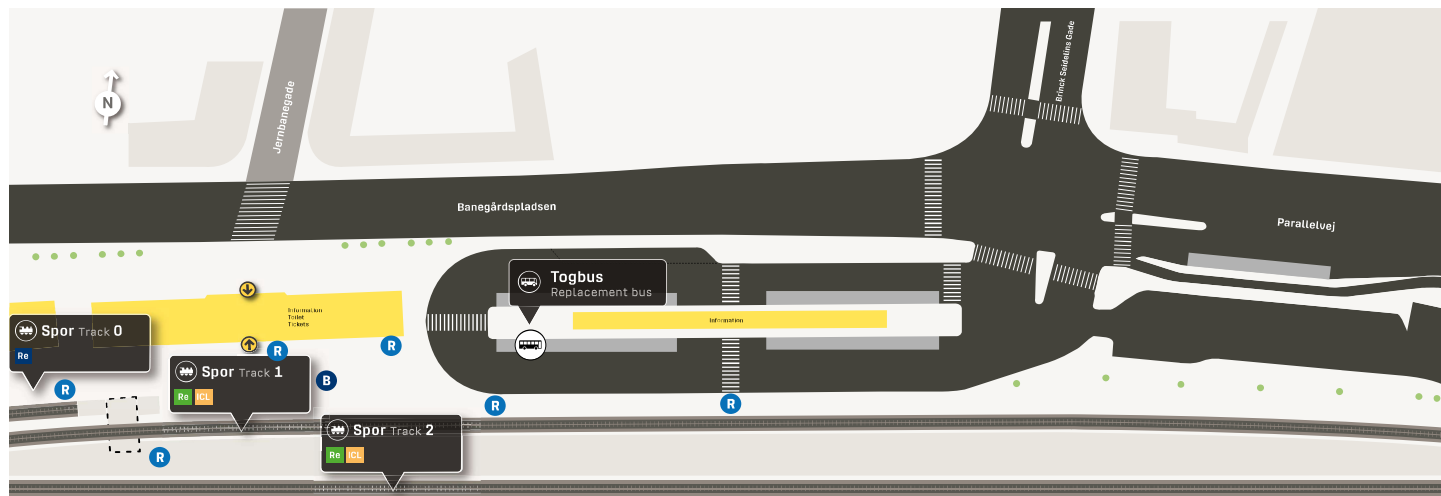 Brinck Seidelins Gade
N
Jernbanegade
Banegårdspladsen
Parallelvej
Togbus
Replacement bus
Information
Toilet
Tickets
Information
Spor Track 0
Re
R
R
R
Spor Track 1
Re ICL
B
R
R
Spor Track 2
Re ICL
R